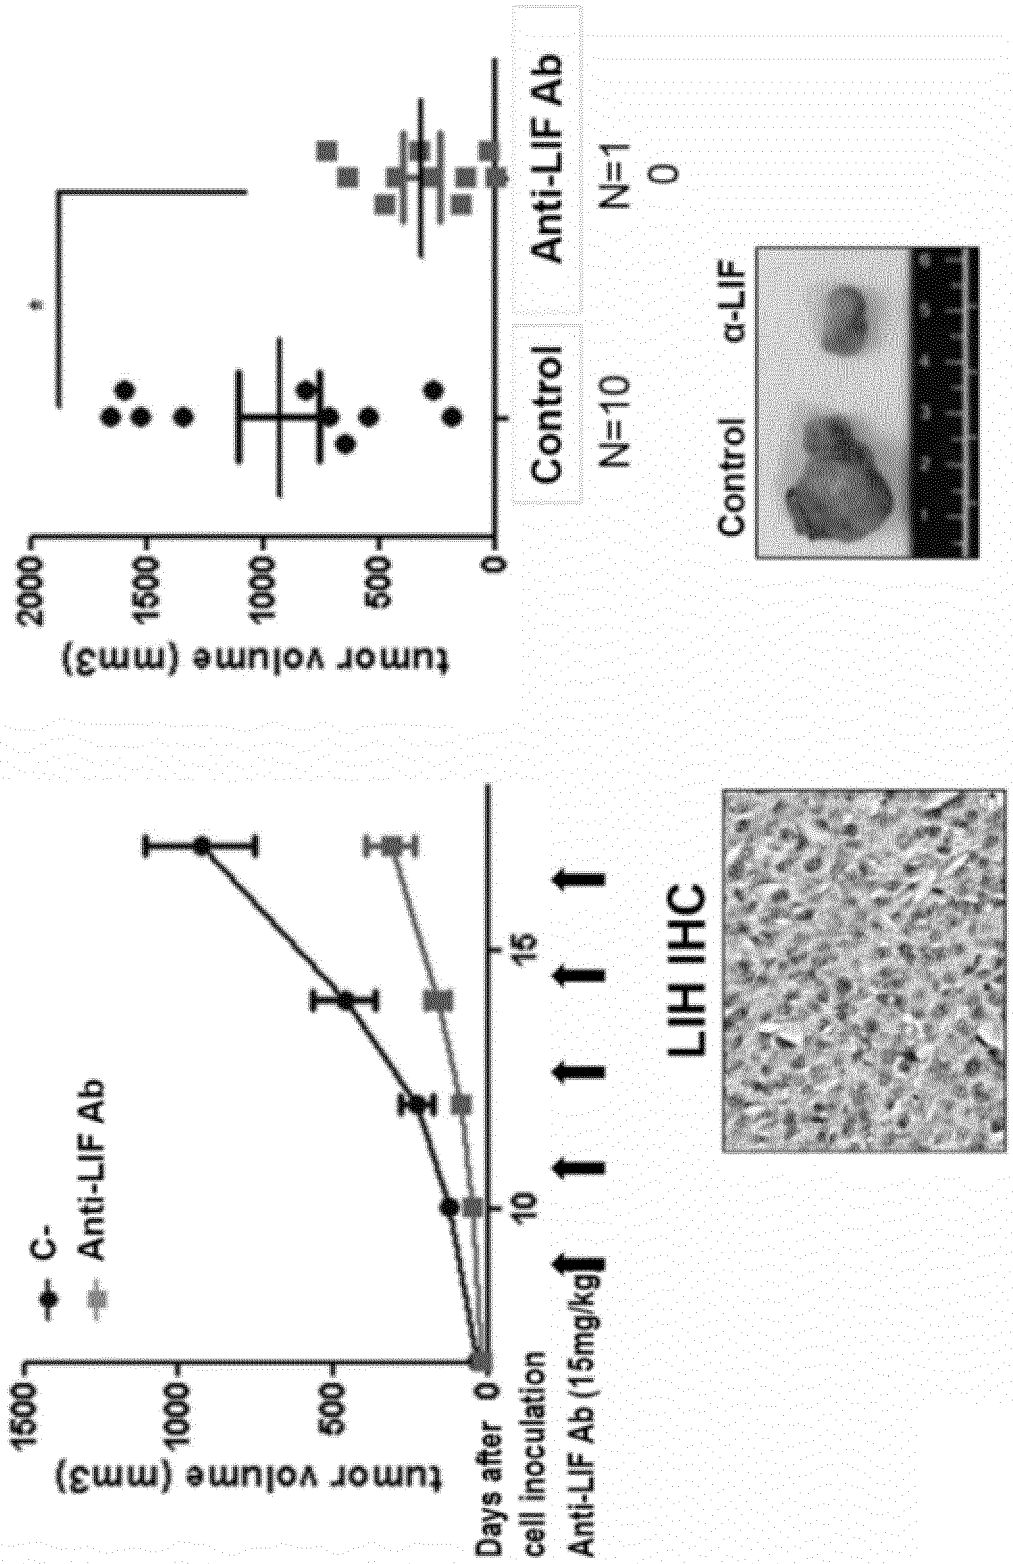 1500
1000
500
0
tumor volume (mm3)
C-
Anti-LIF Ab
10
15
Days after
cell inoculation
Anti-LIF Ab (15mg/kg)
2000
1500
1000
500
0
tumor volume (mm3)
*
Control
Anti-LIF Ab
N=10
N=1
0
LIH IHC
Control
α-LIF